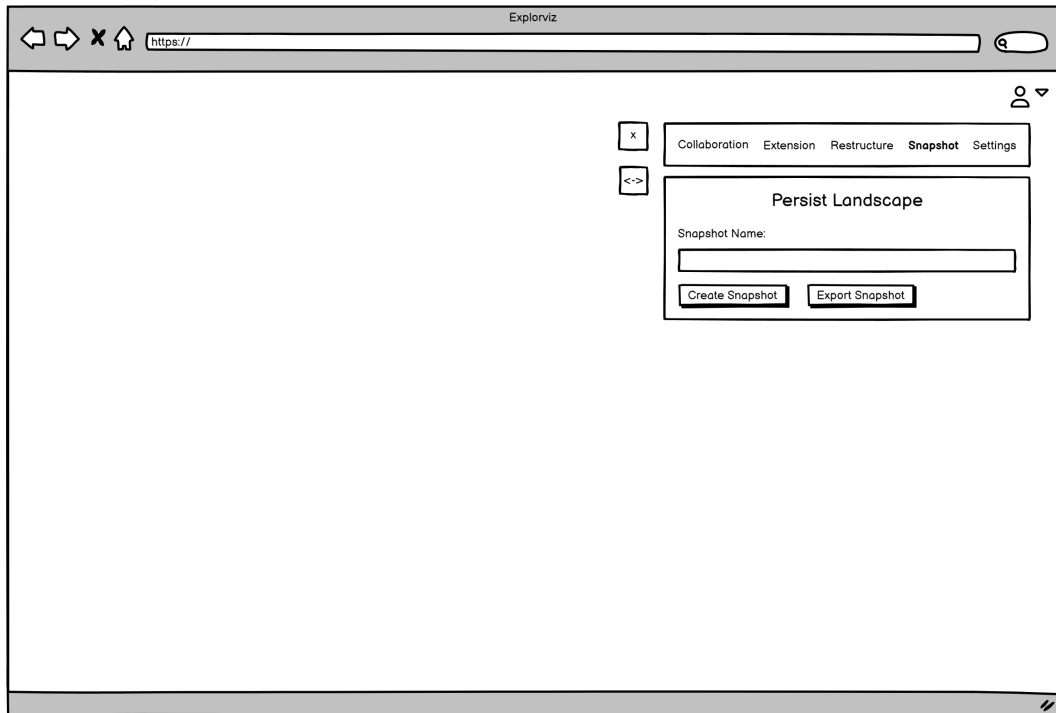 Explorviz
https://
x
Collaboration Extension Restructure Snapshot Settings
<->
Persist Landscape
Snapshot Name:
Create Snapshot Export Snapshot